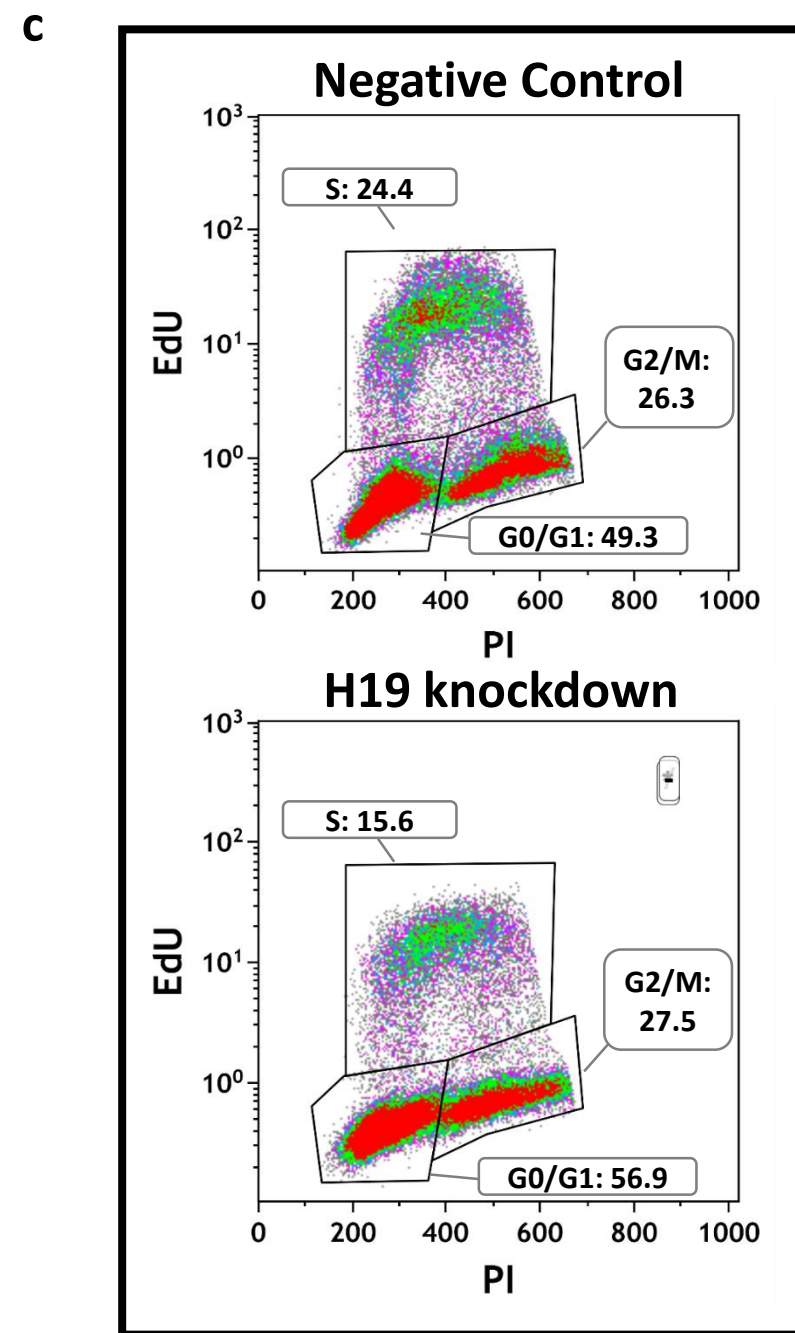 c
Negative Control
10³
S: 24.4
10²
EdU
10¹
G2/M:
26.3
10⁰
G0/G1: 49.3
0 200 400 600 800 1000
PI
H19 knockdown
10³
S: 15.6
10²
EdU
10¹
G2/M:
27.5
10⁰
G0/G1: 56.9
0 200 400 600 800 1000
PI